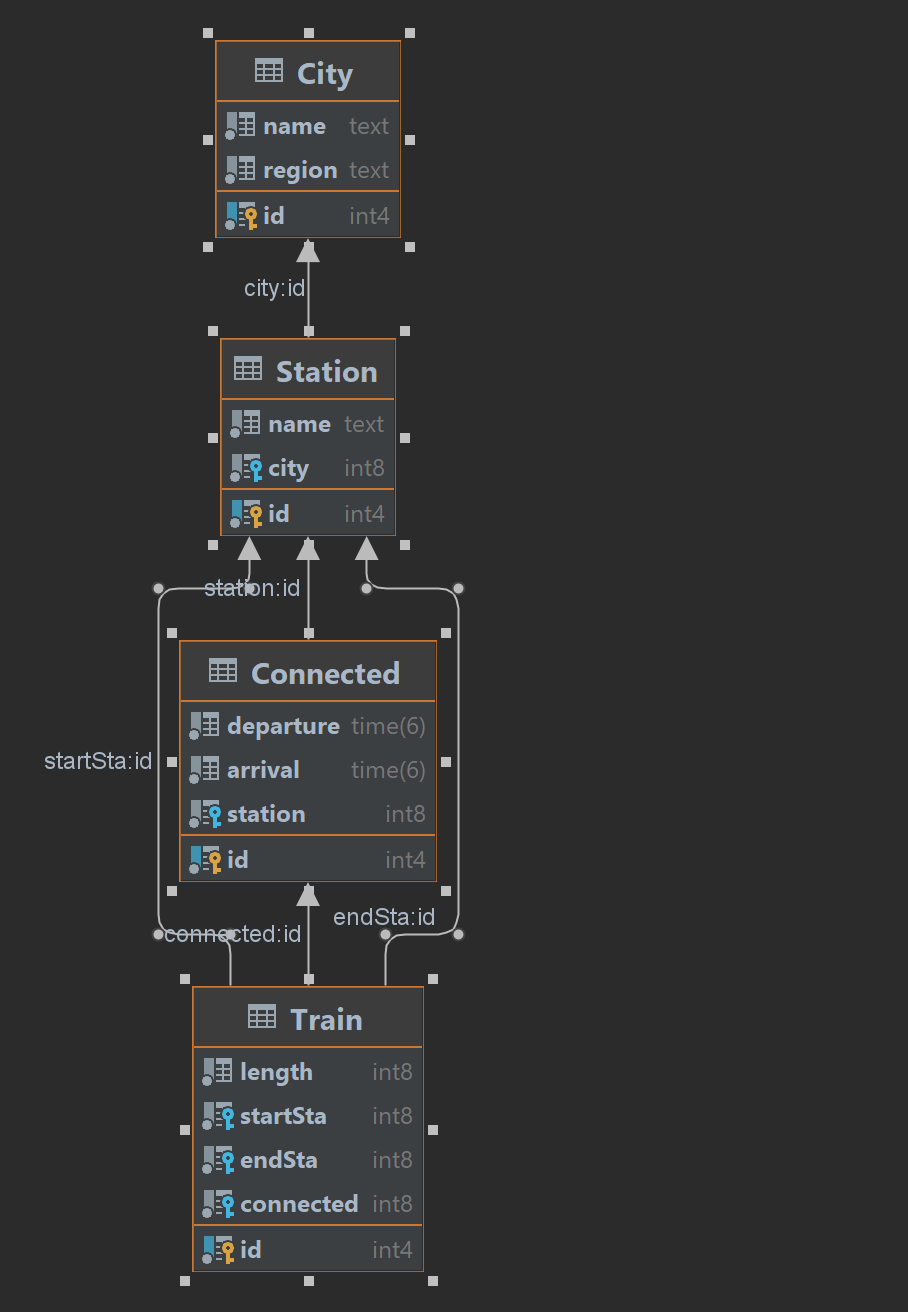 City
name text
region text
id int4
city:id
Station
name text
city int8
id int4
station:id
Connected
departure time(6)
arrival time(6)
station int8
id int4
startSta:id
endSta:id
connected:id
Train
length int8
startSta int8
endSta int8
connected int8
id int4